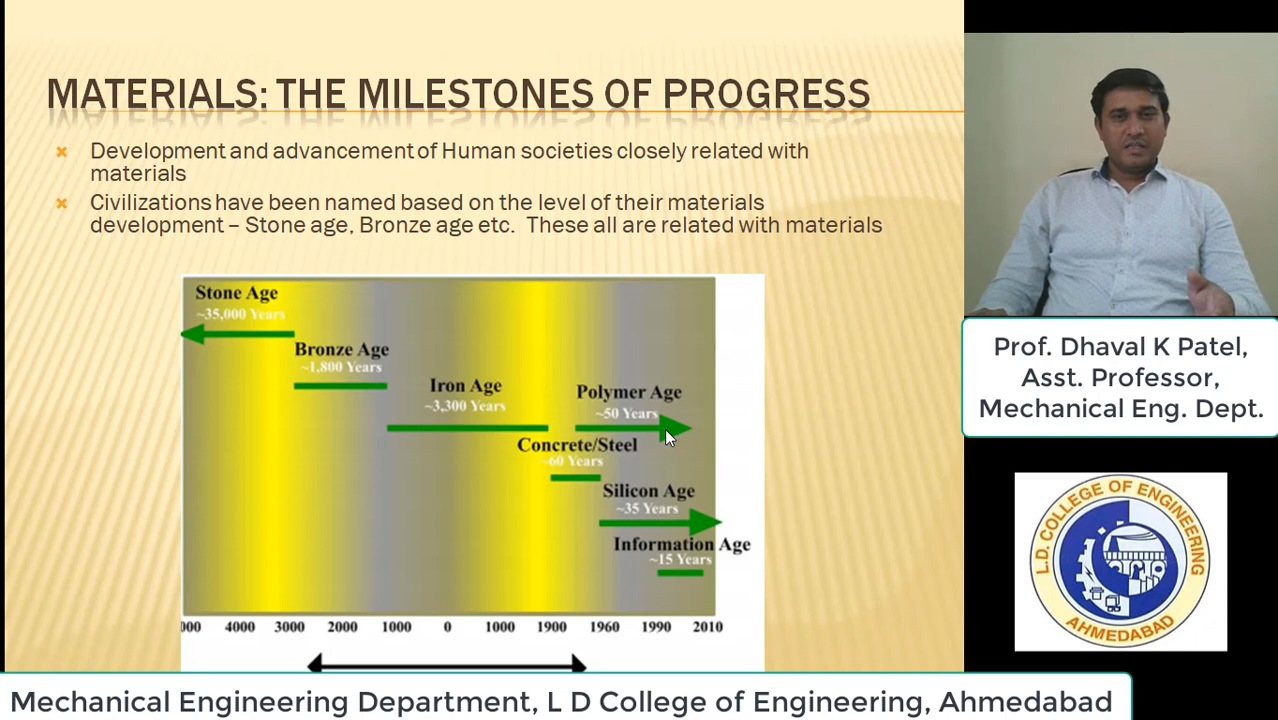 MATERIALS: THE MILESTONES OF PROGRESS
Development and advancement of Human societies closely related with
materials
Civilizations have been named based on the level of their materials
development – Stone age, Bronze age etc. These all are related with materials
Stone Age
~35,000 Years
Bronze Age
~1,800 Years
Iron Age
~3,300 Years
Polymer Age
~50 Years
Concrete/Steel
~60 Years
Silicon Age
~35 Years
Information Age
~15 Years
000 4000 3000 2000 1000 0 1000 1900 1960 1990 2010
Prof. Dhaval K Patel,
Asst. Professor,
Mechanical Eng. Dept.
L.D. COLLEGE OF ENGINEERING
AHMEDABAD
Mechanical Engineering Department, L D College of Engineering, Ahmedabad